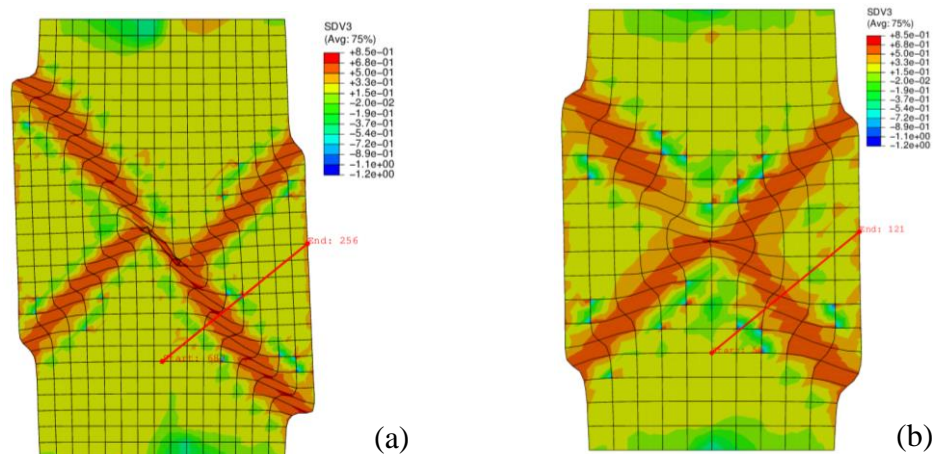 SDV3
(Avg: 75%)
+8.5e−01
+6.8e−01
+5.0e−01
+3.3e−01
+1.5e−01
−2.0e−02
−1.9e−01
−3.7e−01
−5.4e−01
−7.2e−01
−8.9e−01
−1.1e+00
−1.2e+00
End: 256
(a)
SDV3
(Avg: 75%)
+8.5e−01
+6.8e−01
+5.0e−01
+3.3e−01
+1.5e−01
−2.0e−02
−1.9e−01
−3.7e−01
−5.4e−01
−7.2e−01
−8.9e−01
−1.1e+00
−1.2e+00
End: 121
(b)